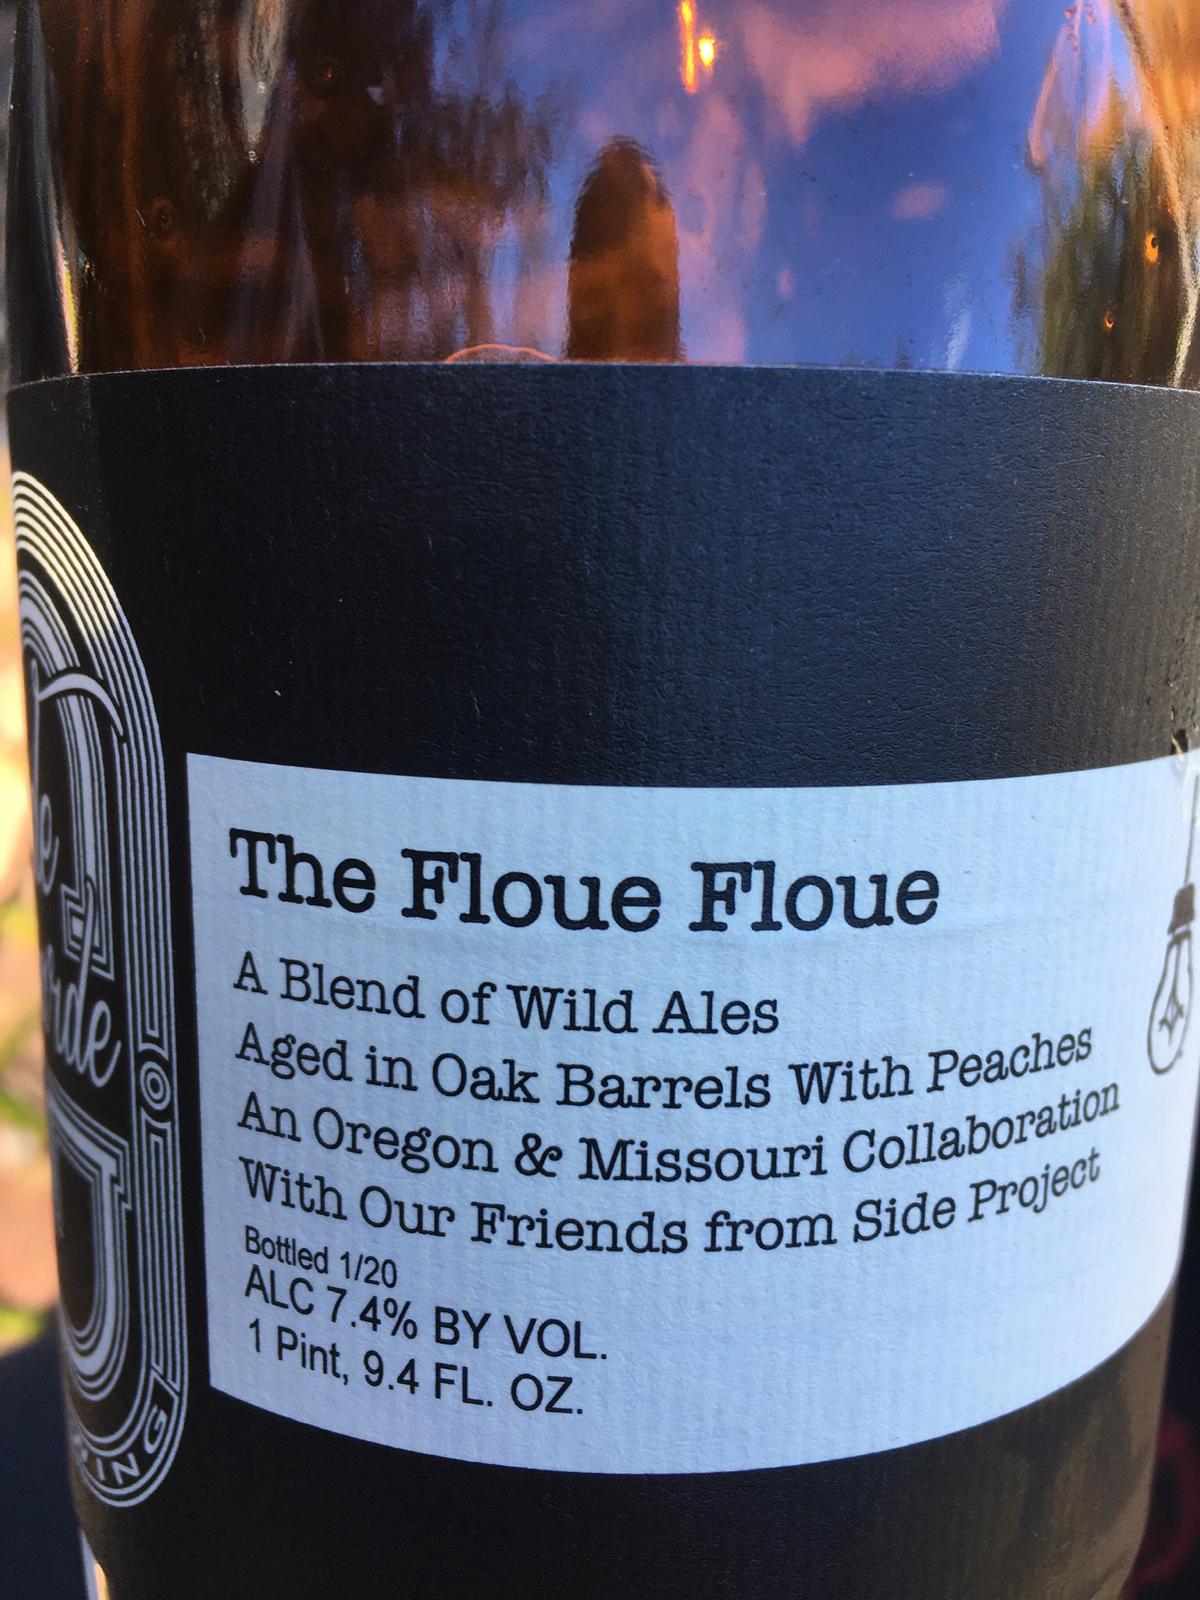 The Floue Floue
A Blend of Wild Ales
Aged in Oak Barrels With Peaches
An Oregon & Missouri Collaboration
With Our Friends from Side Project
Bottled 1/20
ALC 7.4% BY VOL.
1 Pint, 9.4 FL. OZ.